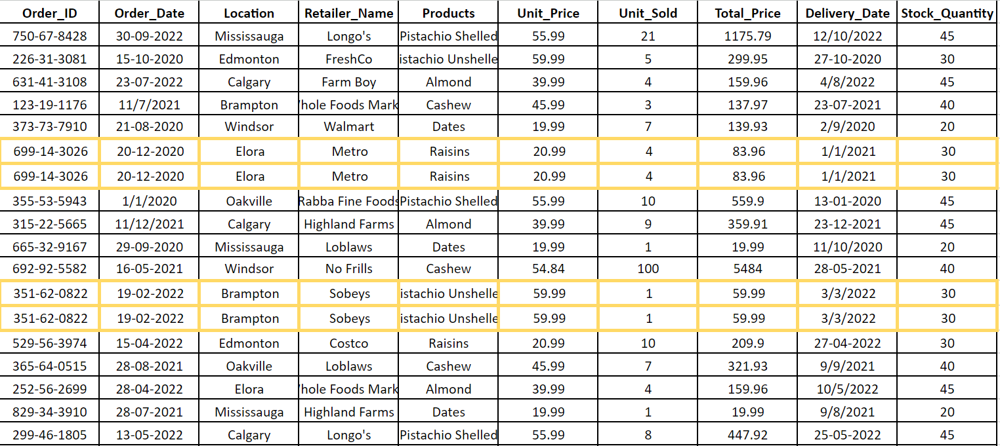 Order_ID Order_Date Location Retailer_Name Products Unit_Price Unit_Sold Total_Price Delivery_Date Stock_Quantity
750-67-8428 30-09-2022 Mississauga Longo's Pistachio Shelled 55.99 21 1175.79 12/10/2022 45
226-31-3081 15-10-2020 Edmonton FreshCo istachio Unshelle 59.99 5 299.95 27-10-2020 30
631-41-3108 23-07-2022 Calgary Farm Boy Almond 39.99 4 159.96 4/8/2022 45
123-19-1176 11/7/2021 Brampton hole Foods Mark Cashew 45.99 3 137.97 23-07-2021 40
373-73-7910 21-08-2020 Windsor Walmart Dates 19.99 7 139.93 2/9/2020 20
699-14-3026 20-12-2020 Elora Metro Raisins 20.99 4 83.96 1/1/2021 30
699-14-3026 20-12-2020 Elora Metro Raisins 20.99 4 83.96 1/1/2021 30
355-53-5943 1/1/2020 Oakville Rabba Fine Foods Pistachio Shelled 55.99 10 559.9 13-01-2020 45
315-22-5665 11/12/2021 Calgary Highland Farms Almond 39.99 9 359.91 23-12-2021 45
665-32-9167 29-09-2020 Mississauga Loblaws Dates 19.99 1 19.99 11/10/2020 20
692-92-5582 16-05-2021 Windsor No Frills Cashew 54.84 100 5484 28-05-2021 40
351-62-0822 19-02-2022 Brampton Sobeys istachio Unshelle 59.99 1 59.99 3/3/2022 30
351-62-0822 19-02-2022 Brampton Sobeys istachio Unshelle 59.99 1 59.99 3/3/2022 30
529-56-3974 15-04-2022 Edmonton Costco Raisins 20.99 10 209.9 27-04-2022 30
365-64-0515 28-08-2021 Oakville Loblaws Cashew 45.99 7 321.93 9/9/2021 40
252-56-2699 28-04-2022 Elora hole Foods Mark Almond 39.99 4 159.96 10/5/2022 45
829-34-3910 28-07-2021 Mississauga Highland Farms Dates 19.99 1 19.99 9/8/2021 20
299-46-1805 13-05-2022 Calgary Longo's Pistachio Shelled 55.99 8 447.92 25-05-2022 45